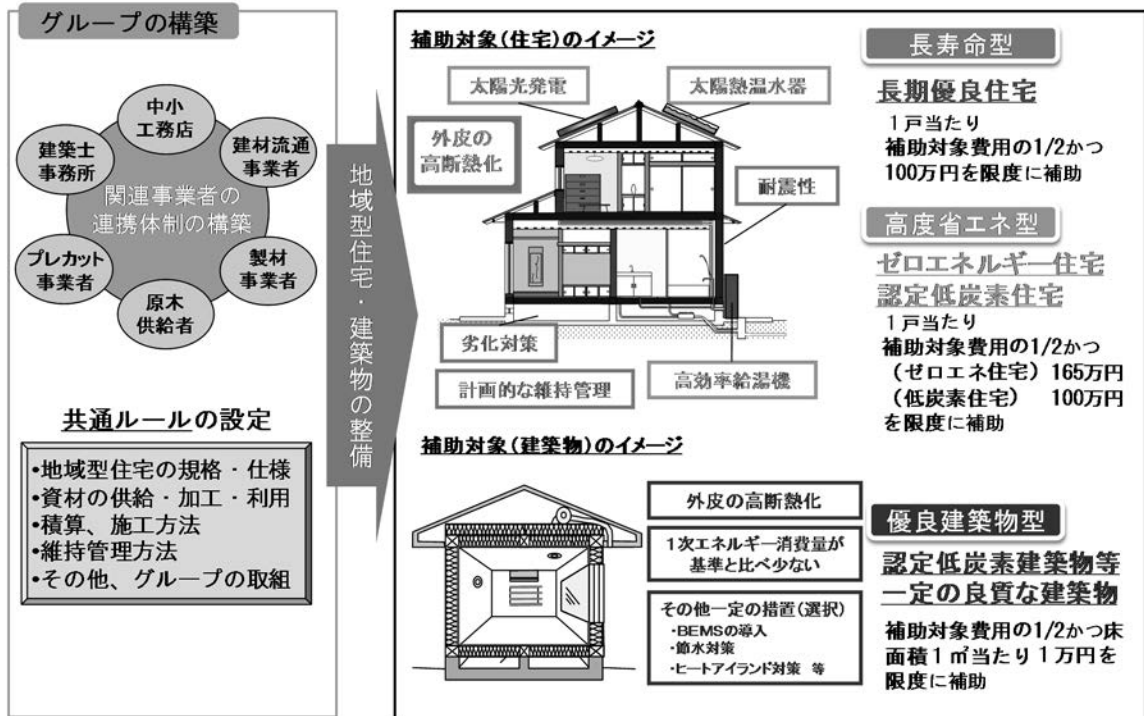 グループの構築
中小
工務店
建築士
事務所
建材流通
事業者
関連事業者の
連携体制の構築
プレカット
事業者
製材
事業者
原木
供給者
共通ルールの設定
・地域型住宅の規格・仕様
・資材の供給・加工・利用
・積算、施工方法
・維持管理方法
・その他、グループの取組
地域型住宅・建築物の整備
補助対象(住宅)のイメージ
太陽光発電
太陽熱温水器
外皮の
高断熱化
耐震性
劣化対策
高効率給湯機
計画的な維持管理
長寿命型
長期優良住宅
1戸当たり
補助対象費用の1/2かつ
100万円を限度に補助
高度省エネ型
ゼロエネルギー住宅
認定低炭素住宅
1戸当たり
補助対象費用の1/2かつ
(ゼロエネ住宅) 165万円
(低炭素住宅) 100万円
を限度に補助
補助対象(建築物)のイメージ
外皮の高断熱化
1次エネルギー消費量が
基準と比べ少ない
その他一定の措置(選択)
・BEMSの導入
・節水対策
・ヒートアイランド対策 等
優良建築物型
認定低炭素建築物等
一定の良質な建築物
補助対象費用の1/2かつ床
面積1㎡当たり1万円を
限度に補助